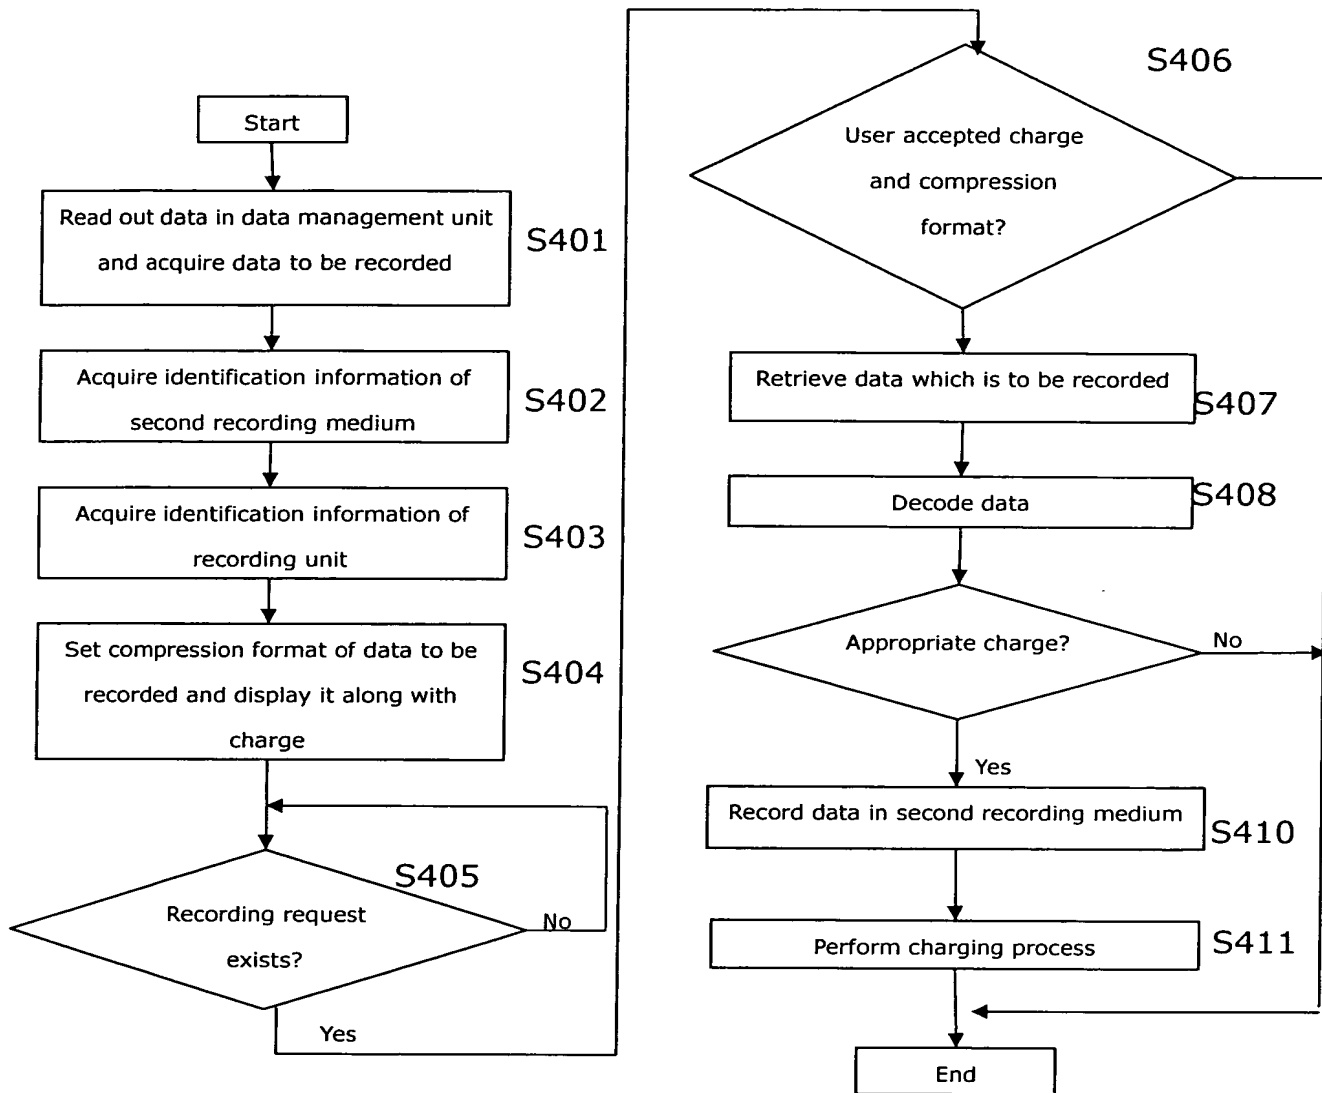 Start
Read out data in data management unit
and acquire data to be recorded
S401
Acquire identification information of
second recording medium
S402
Acquire identification information of
recording unit
S403
Set compression format of data to be
recorded and display it along with
charge
S404
S405
Recording request
exists?
No
Yes
S406
User accepted charge
and compression
format?
Retrieve data which is to be recorded
S407
Decode data
S408
Appropriate charge?
No
Yes
Record data in second recording medium
S410
Perform charging process
S411
End